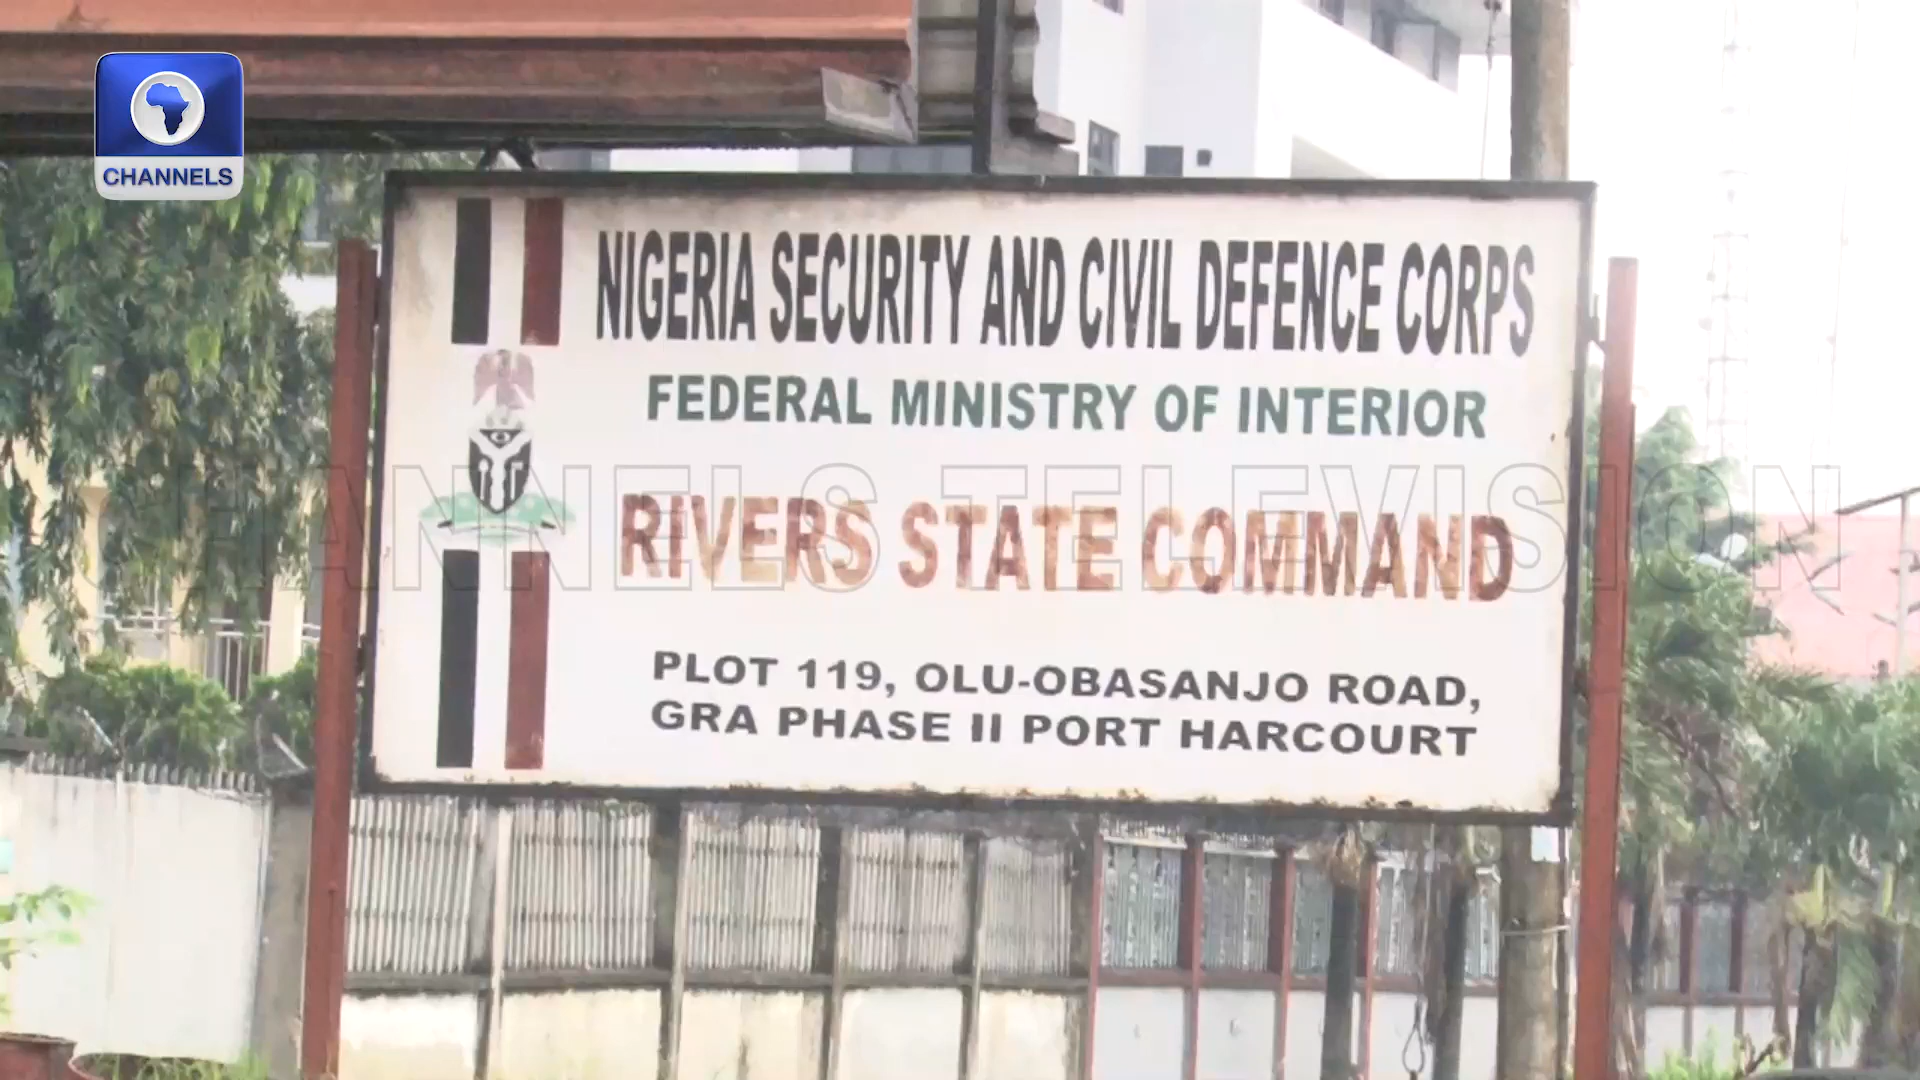 CHANNELS
NIGERIA SECURITY AND CIVIL DEFENCE CORPS
FEDERAL MINISTRY OF INTERIOR
CHANNELS TELEVISION
RIVERS STATE COMMAND
PLOT 119, OLU-OBASANJO ROAD,
GRA PHASE II PORT HARCOURT